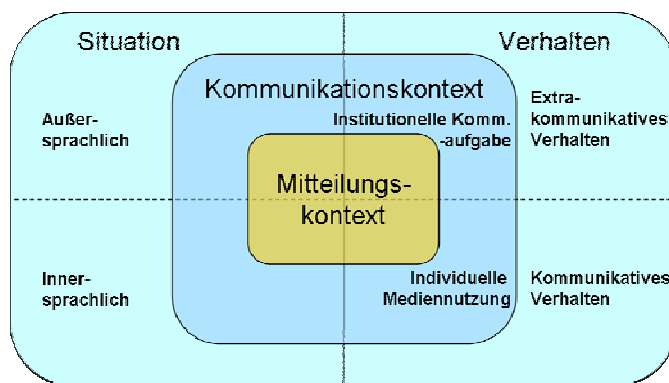 Situation
Verhalten
Kommunikationskontext
Außer-
sprachlich
Institutionelle Komm.
-aufgabe
Extra-
kommunikatives
Verhalten
Mitteilungs-
kontext
Inner-
sprachlich
Individuelle
Mediennutzung
Kommunikatives
Verhalten